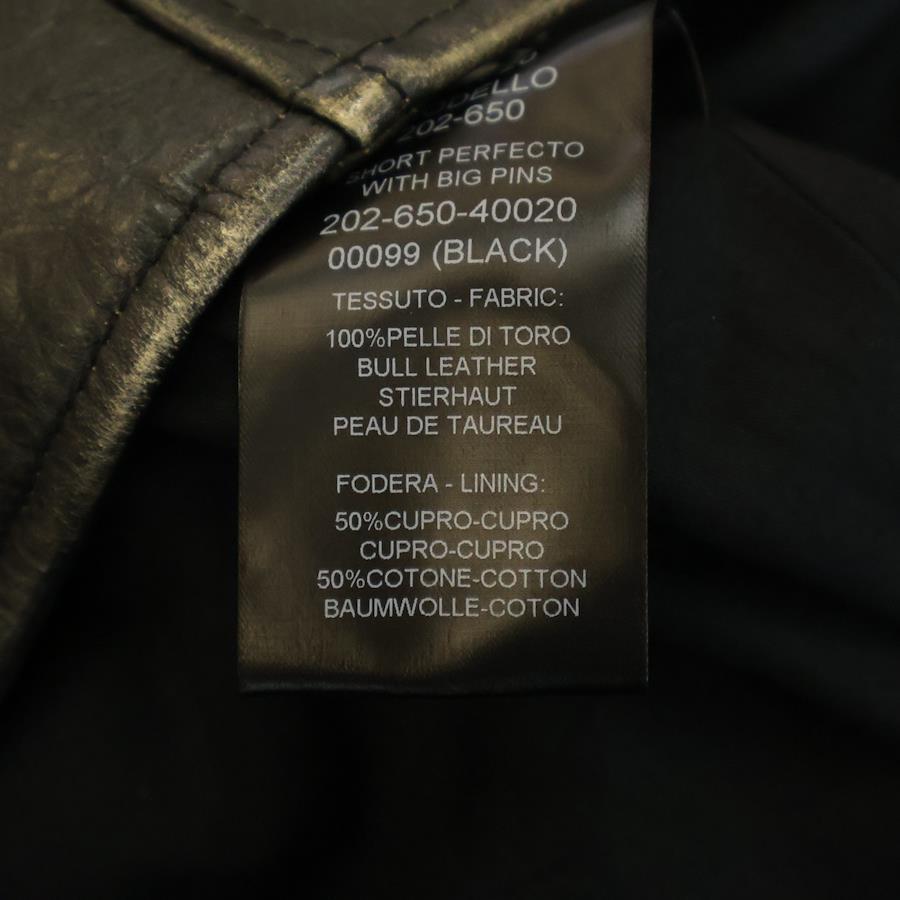 MODELLO
202-650
SHORT PERFECTO
WITH BIG PINS
202-650-40020
00099 (BLACK)
TESSUTO - FABRIC:
100%PELLE DI TORO
BULL LEATHER
STIERHAUT
PEAU DE TAUREAU
FODERA - LINING:
50%CUPRO-CUPRO
CUPRO-CUPRO
50%COTONE-COTTON
BAUMWOLLE-COTON